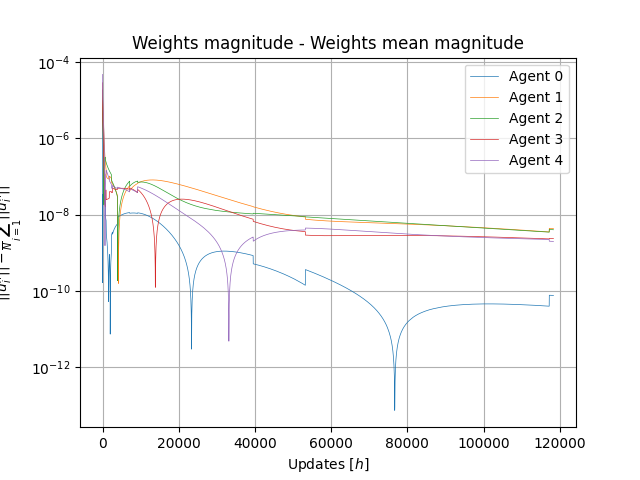 Weights magnitude - Weights mean magnitude
10⁻⁴
10⁻⁶
10⁻⁸
10⁻¹⁰
10⁻¹²
Agent 0
Agent 1
Agent 2
Agent 3
Agent 4
0
20000
40000
60000
80000
100000
120000
Updates [h]